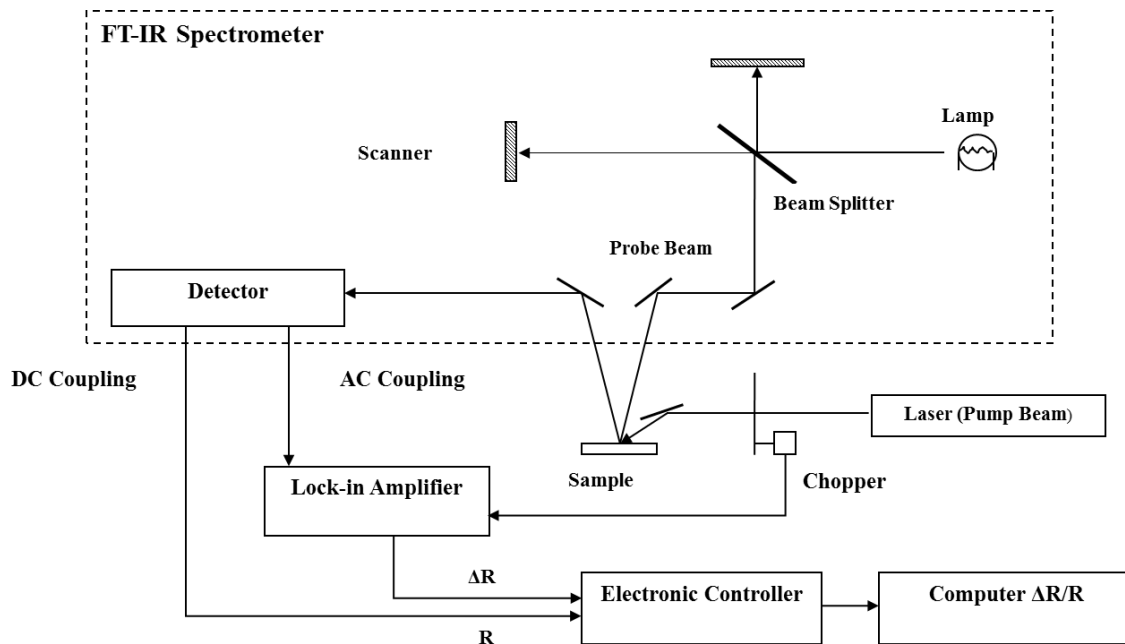 FT-IR Spectrometer
Lamp
Scanner
Beam Splitter
Probe Beam
Detector
DC Coupling
AC Coupling
Laser (Pump Beam)
Sample
Chopper
Lock-in Amplifier
ΔR
Electronic Controller
Computer ΔR/R
R